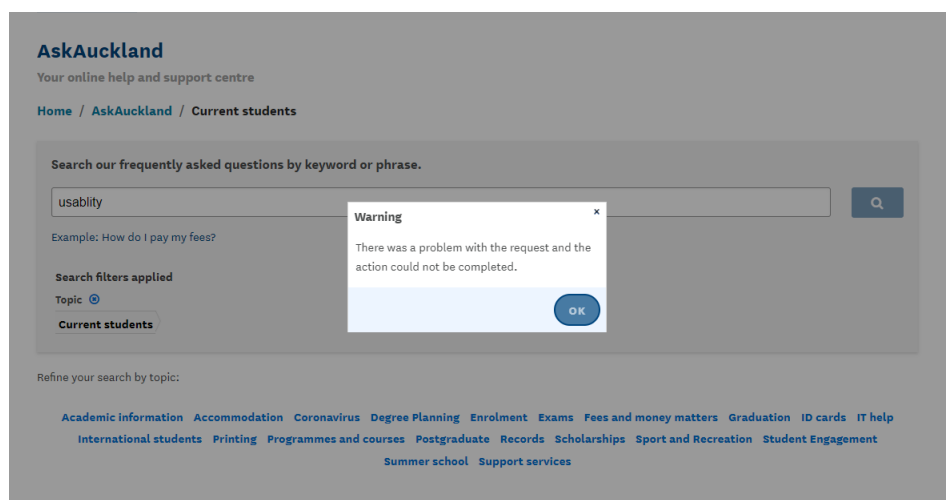 AskAuckland
Your online help and support centre
Home / AskAuckland / Current students
Search our frequently asked questions by keyword or phrase.
usablity
Example: How do I pay my fees?
Search filters applied
Topic
Current students
Warning
x
There was a problem with the request and the
action could not be completed.
OK
Refine your search by topic:
Academic information Accommodation Coronavirus Degree Planning Enrolment Exams Fees and money matters Graduation ID cards IT help
International students Printing Programmes and courses Postgraduate Records Scholarships Sport and Recreation Student Engagement
Summer school Support services